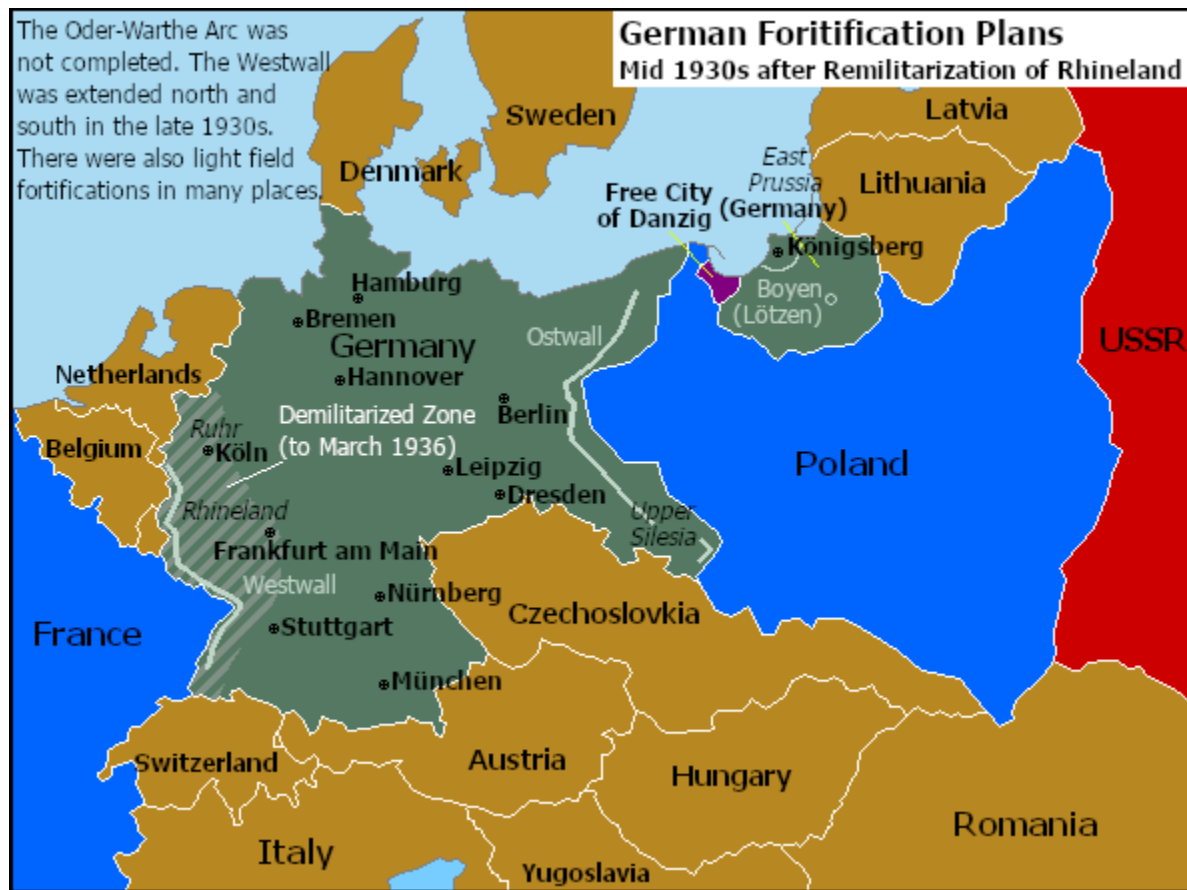 The Oder-Warthe Arc was
not completed. The Westwall
was extended north and
south in the late 1930s.
There were also light field
fortifications in many places.
German Foritification Plans
Mid 1930s after Remilitarization of Rhineland
Sweden
Latvia
Denmark
East
Prussia
(Germany)
Lithuania
Free City
of Danzig
Königsberg
Hamburg
Boyen
(Lötzen)
Bremen
Ostwall
USSR
Germany
Netherlands
Hannover
Berlin
Demilitarized Zone
(to March 1936)
Ruhr
Belgium
Köln
Leipzig
Poland
Dresden
Rhineland
Upper
Silesia
Frankfurt am Main
Westwall
Nürnberg
Czechoslovkia
France
Stuttgart
München
Switzerland
Austria
Hungary
Romania
Italy
Yugoslavia